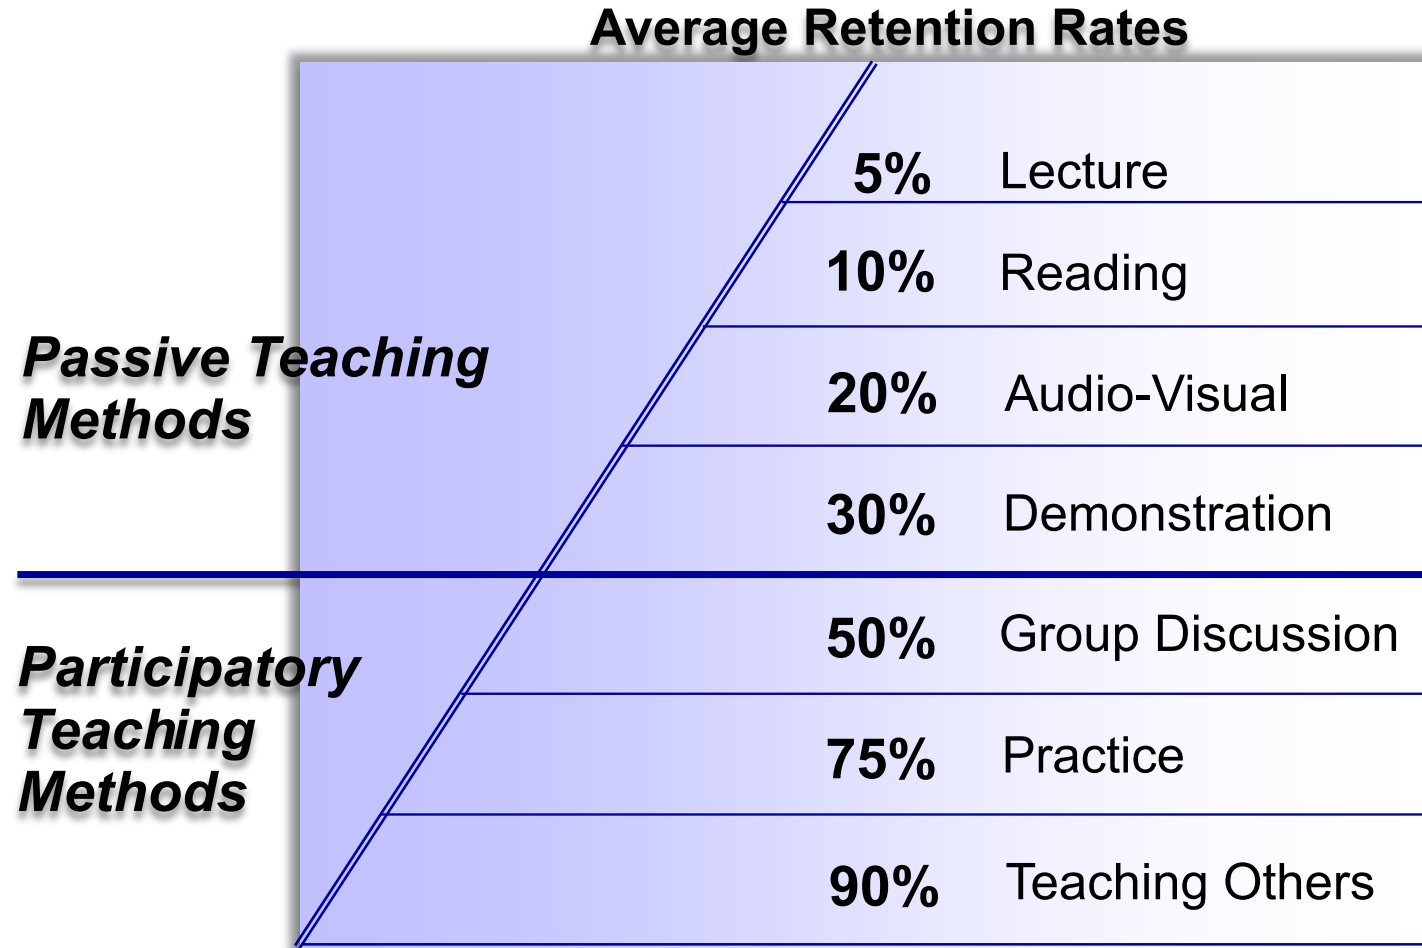 Average Retention Rates
5% Lecture
10% Reading
20% Audio-Visual
30% Demonstration
Passive Teaching
Methods
50% Group Discussion
75% Practice
90% Teaching Others
Participatory
Teaching
Methods